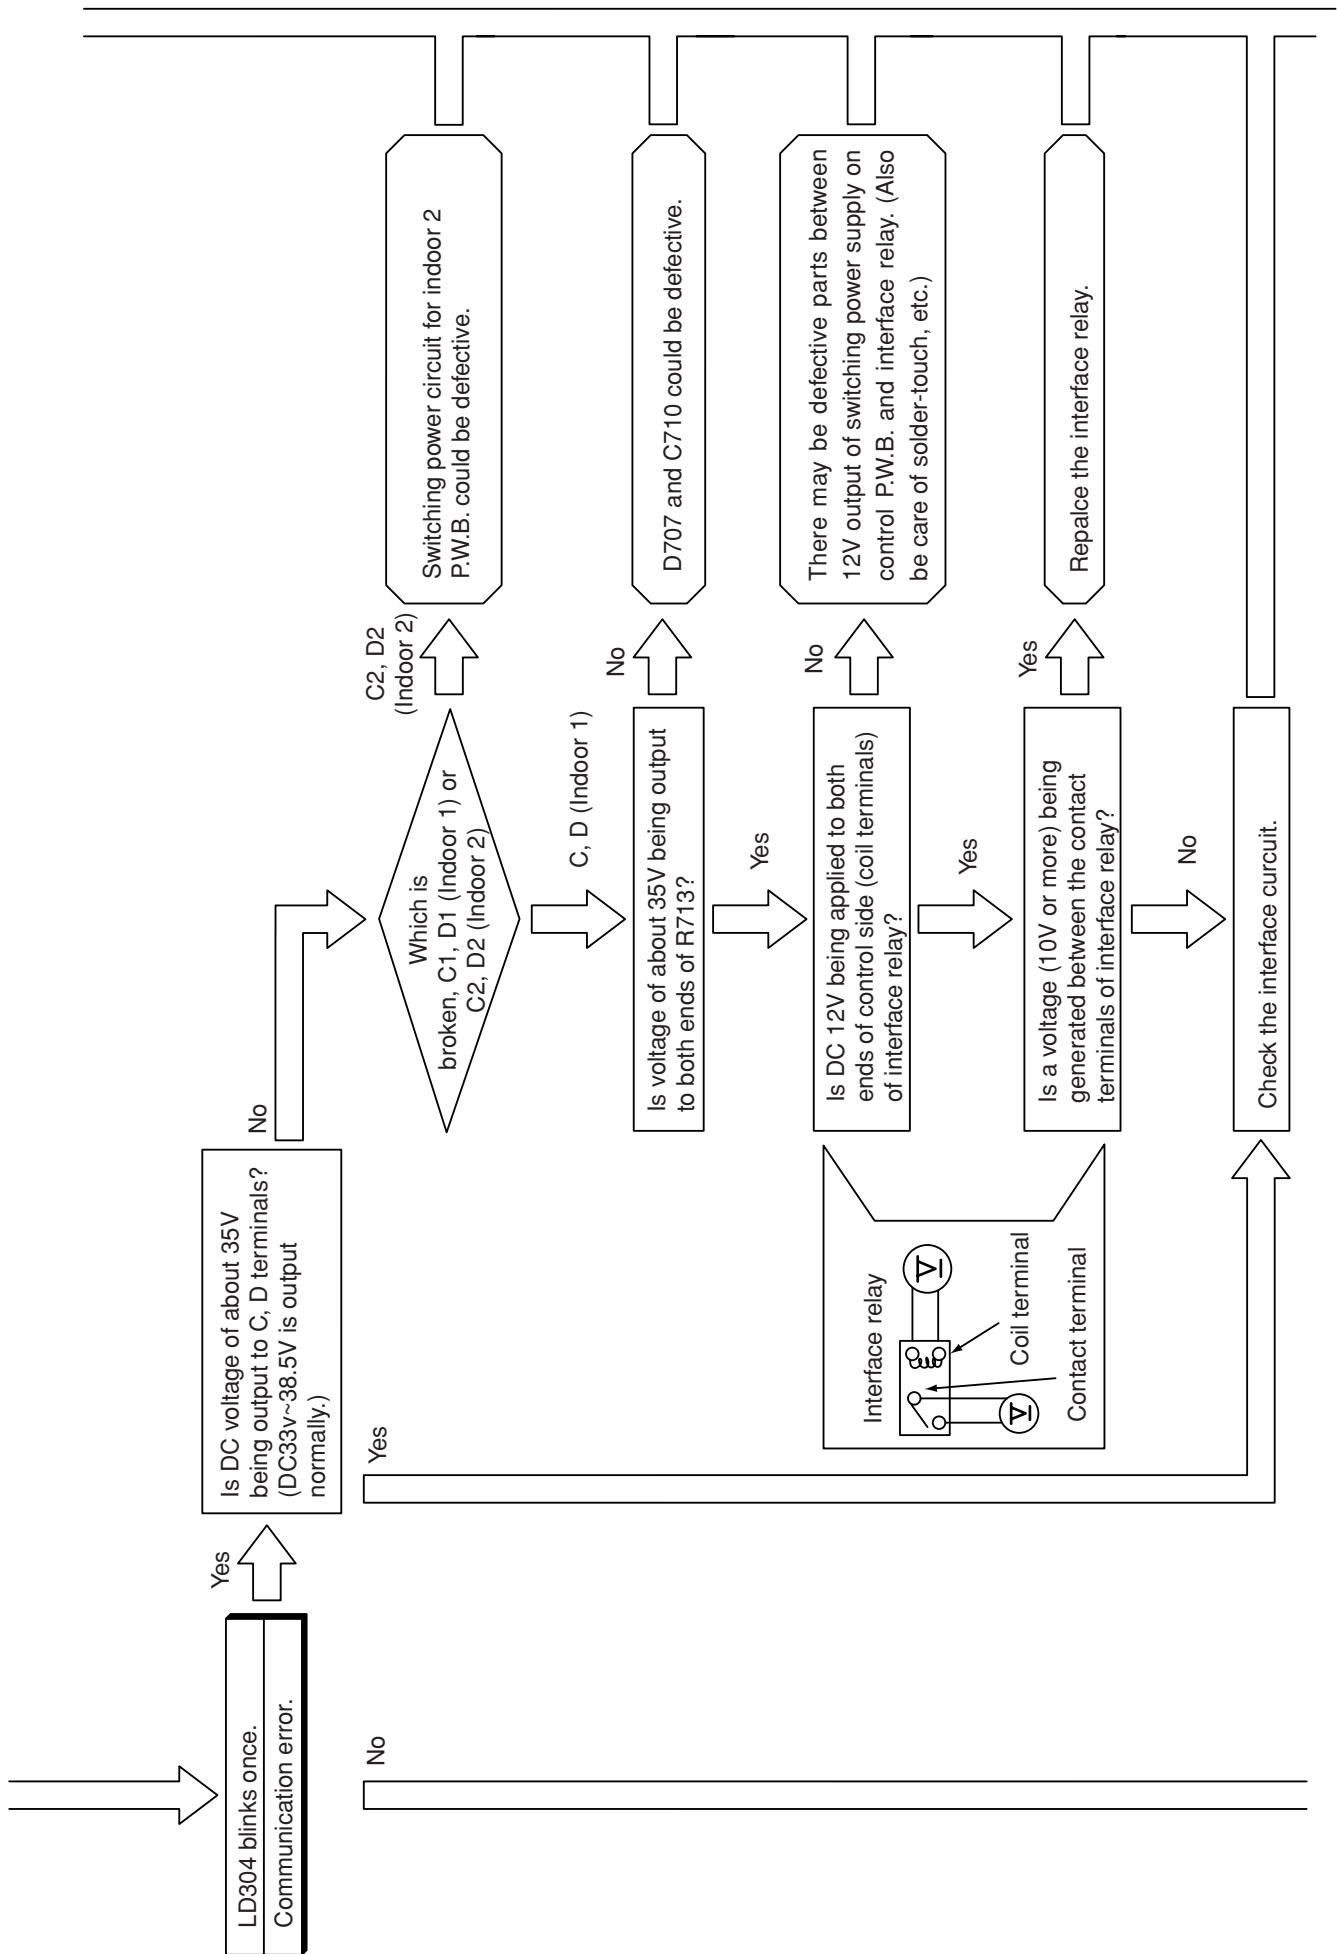 LD304 blinks once.
Communication error.
Yes
No
Is DC voltage of about 35V
being output to C, D terminals?
(DC33v~38.5V is output
normally.)
Yes
No
Which is
broken, C1, D1 (Indoor 1) or
C2, D2 (Indoor 2)
C2, D2
(Indoor 2)
Switching power circuit for indoor 2
P.W.B. could be defective.
C, D (Indoor 1)
Is voltage of about 35V being output
to both ends of R713?
No
D707 and C710 could be defective.
Yes
Is DC 12V being applied to both
ends of control side (coil terminals)
of interface relay?
No
There may be defective parts between
12V output of switching power supply on
control P.W.B. and interface relay. (Also
be care of solder-touch, etc.)
Yes
Interface relay
V
V
Coil terminal
Contact terminal
Is a voltage (10V or more) being
generated between the contact
terminals of interface relay?
Yes
Repalce the interface relay.
No
Check the interface curcuit.